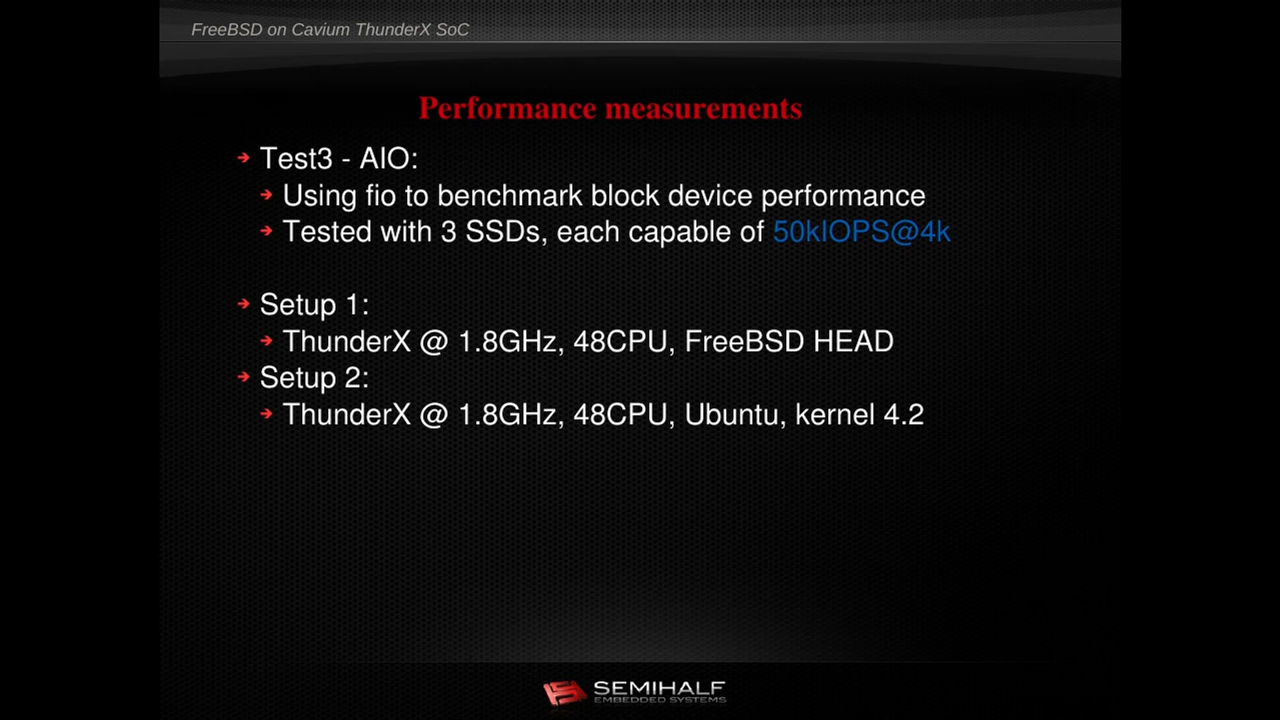 FreeBSD on Cavium ThunderX SoC
Performance measurements
Test3 - AIO:
Using fio to benchmark block device performance
Tested with 3 SSDs, each capable of 50kIOPS@4k
Setup 1:
ThunderX @ 1.8GHz, 48CPU, FreeBSD HEAD
Setup 2:
ThunderX @ 1.8GHz, 48CPU, Ubuntu, kernel 4.2
SEMIHALF
EMBEDDED SYSTEMS